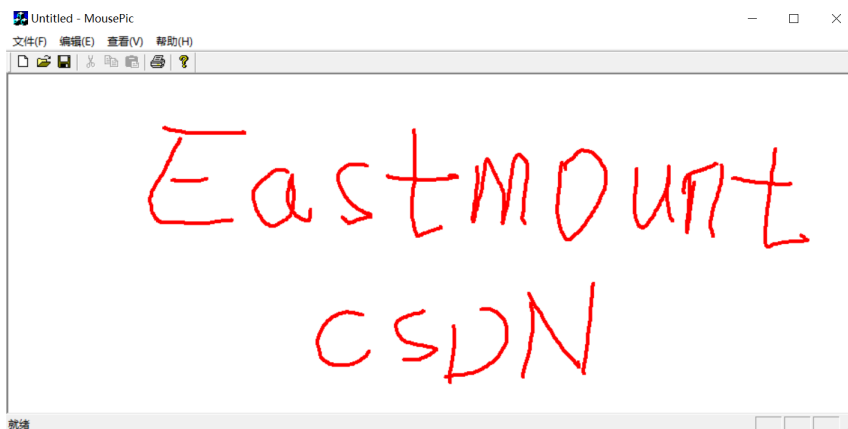 Untitled - MousePic
文件(F) 编辑(E) 查看(V) 帮助(H)
Eastmount
CSDN
就绪